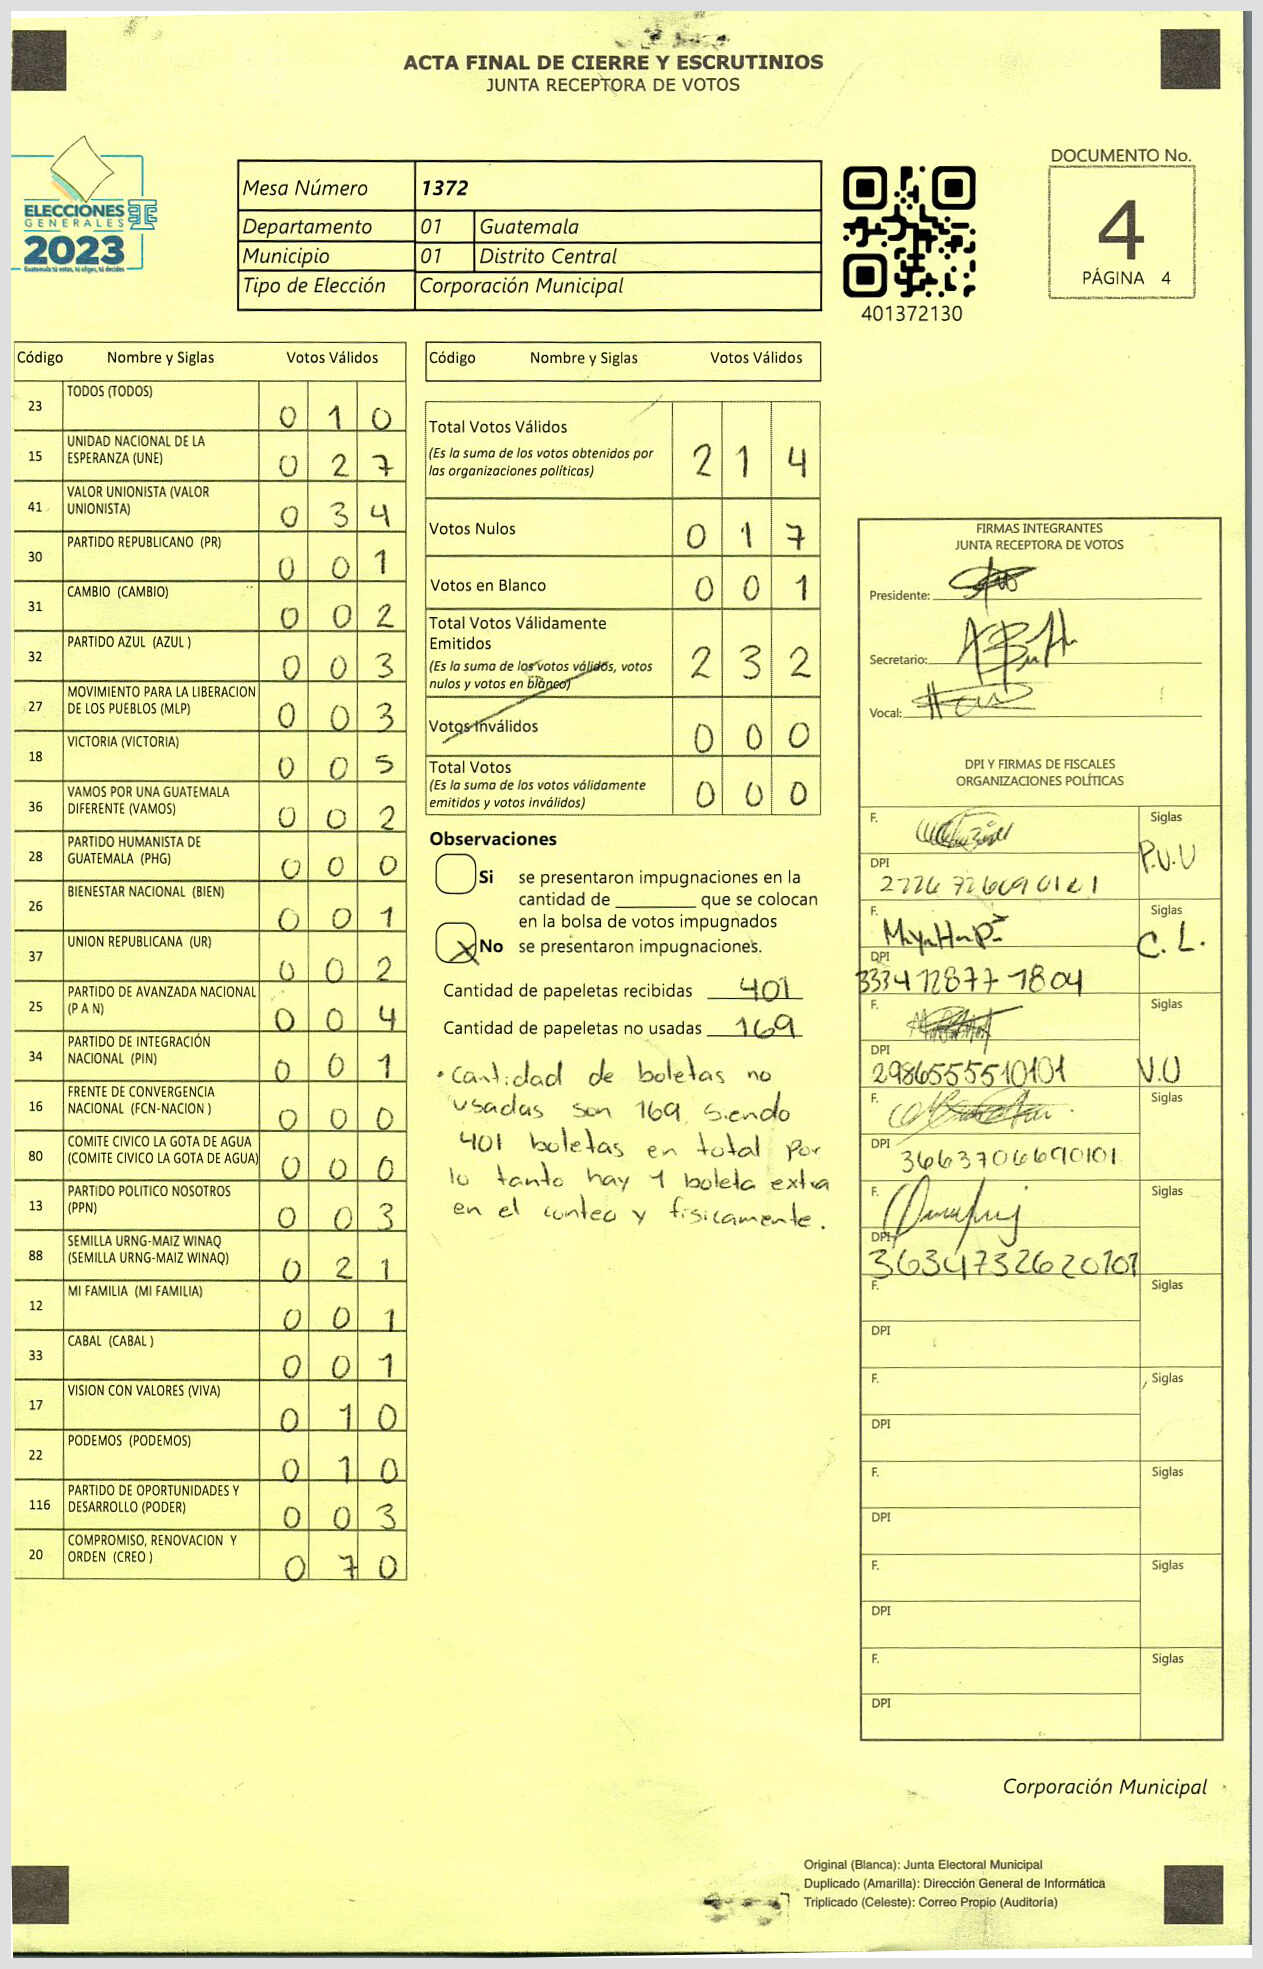 ACTA FINAL DE CIERRE Y ESCRUTINIOS
JUNTA RECEPTORA DE VOTOS
ELECCIONES
GENERALES
2023
Guatemala tú votas, tú eliges, tú decides
Mesa Número 1372
Departamento 01 Guatemala
Municipio 01 Distrito Central
Tipo de Elección Corporación Municipal
401372130
DOCUMENTO No.
4
PÁGINA 4
Código Nombre y Siglas Votos Válidos
23 TODOS (TODOS) 0 1 0
15 UNIDAD NACIONAL DE LA ESPERANZA (UNE) 0 2 7
41 VALOR UNIONISTA (VALOR UNIONISTA) 0 3 4
30 PARTIDO REPUBLICANO (PR) 0 0 1
31 CAMBIO (CAMBIO) 0 0 2
32 PARTIDO AZUL (AZUL ) 0 0 3
27 MOVIMIENTO PARA LA LIBERACION DE LOS PUEBLOS (MLP) 0 0 3
18 VICTORIA (VICTORIA) 0 0 5
36 VAMOS POR UNA GUATEMALA DIFERENTE (VAMOS) 0 0 2
28 PARTIDO HUMANISTA DE GUATEMALA (PHG) 0 0 0
26 BIENESTAR NACIONAL (BIEN) 0 0 1
37 UNION REPUBLICANA (UR) 0 0 2
25 PARTIDO DE AVANZADA NACIONAL (P A N) 0 0 4
34 PARTIDO DE INTEGRACIÓN NACIONAL (PIN) 0 0 1
16 FRENTE DE CONVERGENCIA NACIONAL (FCN-NACION ) 0 0 0
80 COMITE CIVICO LA GOTA DE AGUA (COMITE CIVICO LA GOTA DE AGUA) 0 0 0
13 PARTIDO POLITICO NOSOTROS (PPN) 0 0 3
88 SEMILLA URNG-MAIZ WINAQ (SEMILLA URNG-MAIZ WINAQ) 0 2 1
12 MI FAMILIA (MI FAMILIA) 0 0 1
33 CABAL (CABAL ) 0 0 1
17 VISION CON VALORES (VIVA) 0 1 0
22 PODEMOS (PODEMOS) 0 1 0
116 PARTIDO DE OPORTUNIDADES Y DESARROLLO (PODER) 0 0 3
20 COMPROMISO, RENOVACION Y ORDEN (CREO ) 0 7 0
Código Nombre y Siglas Votos Válidos
Total Votos Válidos
(Es la suma de los votos obtenidos por
las organizaciones políticas) 2 1 4
Votos Nulos 0 1 7
Votos en Blanco 0 0 1
Total Votos Válidamente
Emitidos
(Es la suma de los votos válidos, votos
nulos y votos en blanco) 2 3 2
Votos Inválidos 0 0 0
Total Votos
(Es la suma de los votos válidamente
emitidos y votos inválidos) 0 0 0
Observaciones
Si se presentaron impugnaciones en la
cantidad de ________ que se colocan
en la bolsa de votos impugnados
X No se presentaron impugnaciones.
Cantidad de papeletas recibidas 401
Cantidad de papeletas no usadas 169
• Cantidad de boletas no
usadas son 169 siendo
401 boletas en total por
lo tanto hay 1 boleta extra
en el conteo y fisicamente.
FIRMAS INTEGRANTES
JUNTA RECEPTORA DE VOTOS
Presidente:
Secretario:
Vocal:
DPI Y FIRMAS DE FISCALES
ORGANIZACIONES POLÍTICAS
F. Siglas
P.V.U
DPI
F. Siglas
C. L.
DPI
3334 12877 1804
F. Siglas
DPI
2986555510101 V.U
F. Siglas
DPI
3663706690101
F. Siglas
DPI
3634732620101
F. Siglas
DPI
F. Siglas
DPI
F. Siglas
DPI
F. Siglas
DPI
F. Siglas
DPI
Corporación Municipal
Original (Blanca): Junta Electoral Municipal
Duplicado (Amarilla): Dirección General de Informática
Triplicado (Celeste): Correo Propio (Auditoría)